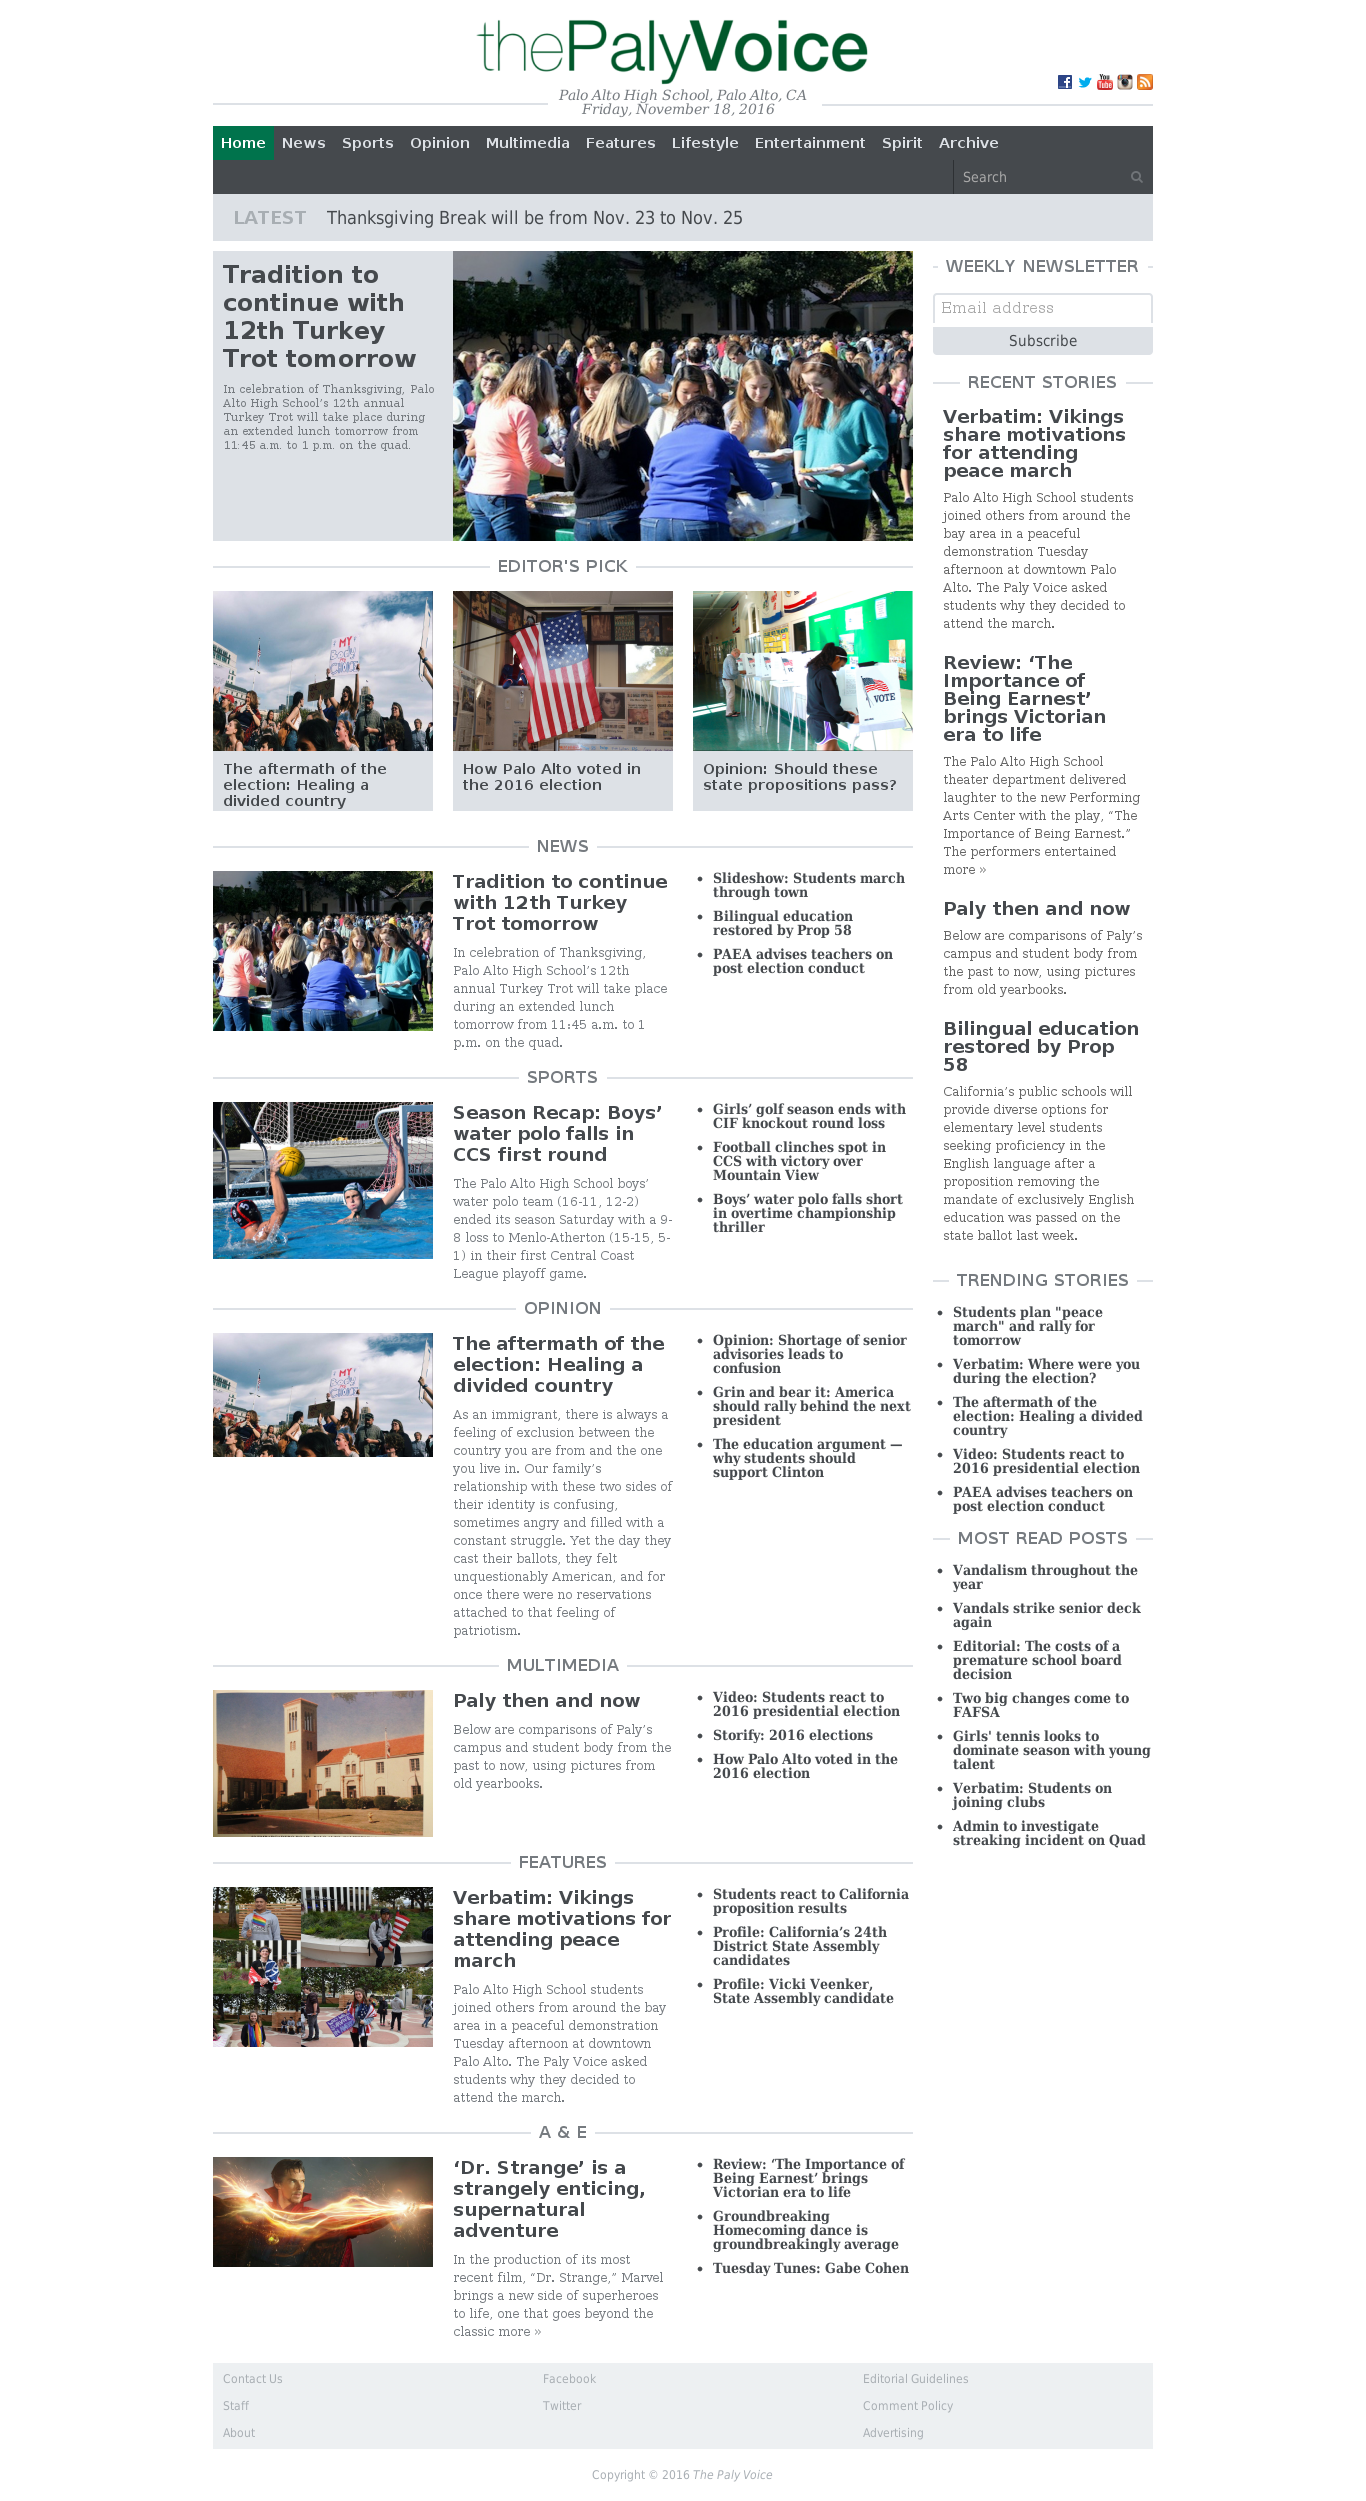 thePalyVoice
Palo Alto High School, Palo Alto, CA
Friday, November 18, 2016
Home News Sports Opinion Multimedia Features Lifestyle Entertainment Spirit Archive
Search
LATEST Thanksgiving Break will be from Nov. 23 to Nov. 25
Tradition to
continue with
12th Turkey
Trot tomorrow
In celebration of Thanksgiving, Palo
Alto High School’s 12th annual
Turkey Trot will take place during
an extended lunch tomorrow from
11:45 a.m. to 1 p.m. on the quad.
EDITOR'S PICK
MY
BODY
MY
CHOICE
VOTE
The aftermath of the
election: Healing a
divided country
How Palo Alto voted in
the 2016 election
Opinion: Should these
state propositions pass?
NEWS
Tradition to continue
with 12th Turkey
Trot tomorrow
In celebration of Thanksgiving,
Palo Alto High School’s 12th
annual Turkey Trot will take place
during an extended lunch
tomorrow from 11:45 a.m. to 1
p.m. on the quad.
• Slideshow: Students march
through town
• Bilingual education
restored by Prop 58
• PAEA advises teachers on
post election conduct
SPORTS
Season Recap: Boys’
water polo falls in
CCS first round
The Palo Alto High School boys’
water polo team (16-11, 12-2)
ended its season Saturday with a 9-
8 loss to Menlo-Atherton (15-15, 5-
1) in their first Central Coast
League playoff game.
• Girls’ golf season ends with
CIF knockout round loss
• Football clinches spot in
CCS with victory over
Mountain View
• Boys’ water polo falls short
in overtime championship
thriller
OPINION
The aftermath of the
election: Healing a
divided country
As an immigrant, there is always a
feeling of exclusion between the
country you are from and the one
you live in. Our family’s
relationship with these two sides of
their identity is confusing,
sometimes angry and filled with a
constant struggle. Yet the day they
cast their ballots, they felt
unquestionably American, and for
once there were no reservations
attached to that feeling of
patriotism.
• Opinion: Shortage of senior
advisories leads to
confusion
• Grin and bear it: America
should rally behind the next
president
• The education argument —
why students should
support Clinton
MULTIMEDIA
Paly then and now
Below are comparisons of Paly’s
campus and student body from the
past to now, using pictures from
old yearbooks.
• Video: Students react to
2016 presidential election
• Storify: 2016 elections
• How Palo Alto voted in the
2016 election
FEATURES
Verbatim: Vikings
share motivations for
attending peace
march
Palo Alto High School students
joined others from around the bay
area in a peaceful demonstration
Tuesday afternoon at downtown
Palo Alto. The Paly Voice asked
students why they decided to
attend the march.
• Students react to California
proposition results
• Profile: California’s 24th
District State Assembly
candidates
• Profile: Vicki Veenker,
State Assembly candidate
A & E
‘Dr. Strange’ is a
strangely enticing,
supernatural
adventure
In the production of its most
recent film, “Dr. Strange,” Marvel
brings a new side of superheroes
to life, one that goes beyond the
classic more »
• Review: ‘The Importance of
Being Earnest’ brings
Victorian era to life
• Groundbreaking
Homecoming dance is
groundbreakingly average
• Tuesday Tunes: Gabe Cohen
WEEKLY NEWSLETTER
Email address
Subscribe
RECENT STORIES
Verbatim: Vikings
share motivations
for attending
peace march
Palo Alto High School students
joined others from around the
bay area in a peaceful
demonstration Tuesday
afternoon at downtown Palo
Alto. The Paly Voice asked
students why they decided to
attend the march.
Review: ‘The
Importance of
Being Earnest’
brings Victorian
era to life
The Palo Alto High School
theater department delivered
laughter to the new Performing
Arts Center with the play, “The
Importance of Being Earnest.”
The performers entertained
more »
Paly then and now
Below are comparisons of Paly’s
campus and student body from
the past to now, using pictures
from old yearbooks.
Bilingual education
restored by Prop
58
California’s public schools will
provide diverse options for
elementary level students
seeking proficiency in the
English language after a
proposition removing the
mandate of exclusively English
education was passed on the
state ballot last week.
TRENDING STORIES
• Students plan "peace
march" and rally for
tomorrow
• Verbatim: Where were you
during the election?
• The aftermath of the
election: Healing a divided
country
• Video: Students react to
2016 presidential election
• PAEA advises teachers on
post election conduct
MOST READ POSTS
• Vandalism throughout the
year
• Vandals strike senior deck
again
• Editorial: The costs of a
premature school board
decision
• Two big changes come to
FAFSA
• Girls' tennis looks to
dominate season with young
talent
• Verbatim: Students on
joining clubs
• Admin to investigate
streaking incident on Quad
Contact Us
Staff
About
Facebook
Twitter
Editorial Guidelines
Comment Policy
Advertising
Copyright © 2016 The Paly Voice